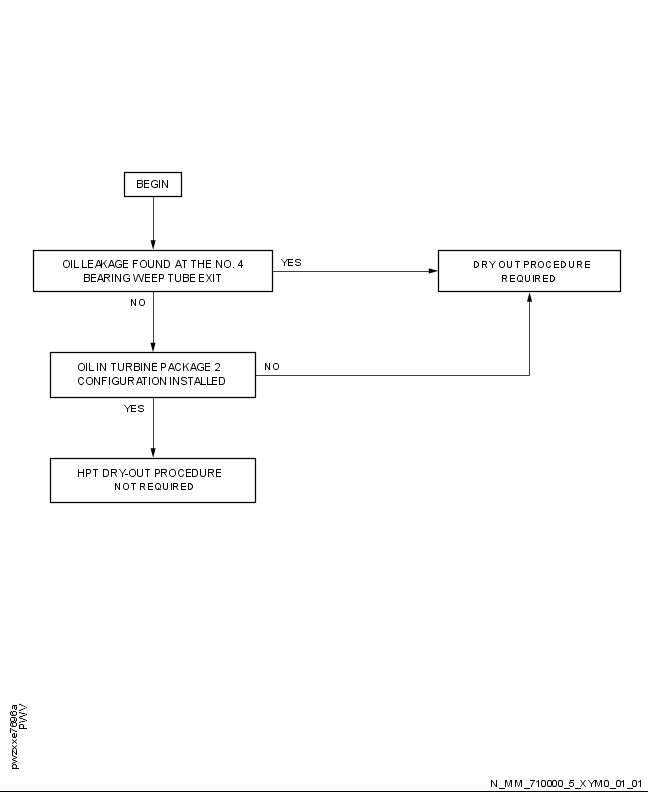 BEGIN
OIL LEAKAGE FOUND AT THE NO. 4
BEARING WEEP TUBE EXIT
YES
DRY OUT PROCEDURE
REQUIRED
NO
OIL IN TURBINE PACKAGE 2
CONFIGURATION INSTALLED
NO
YES
HPT DRY-OUT PROCEDURE
NOT REQUIRED
pwzxxe7696a
PWV
N_MM_710000_5_XYM0_01_01